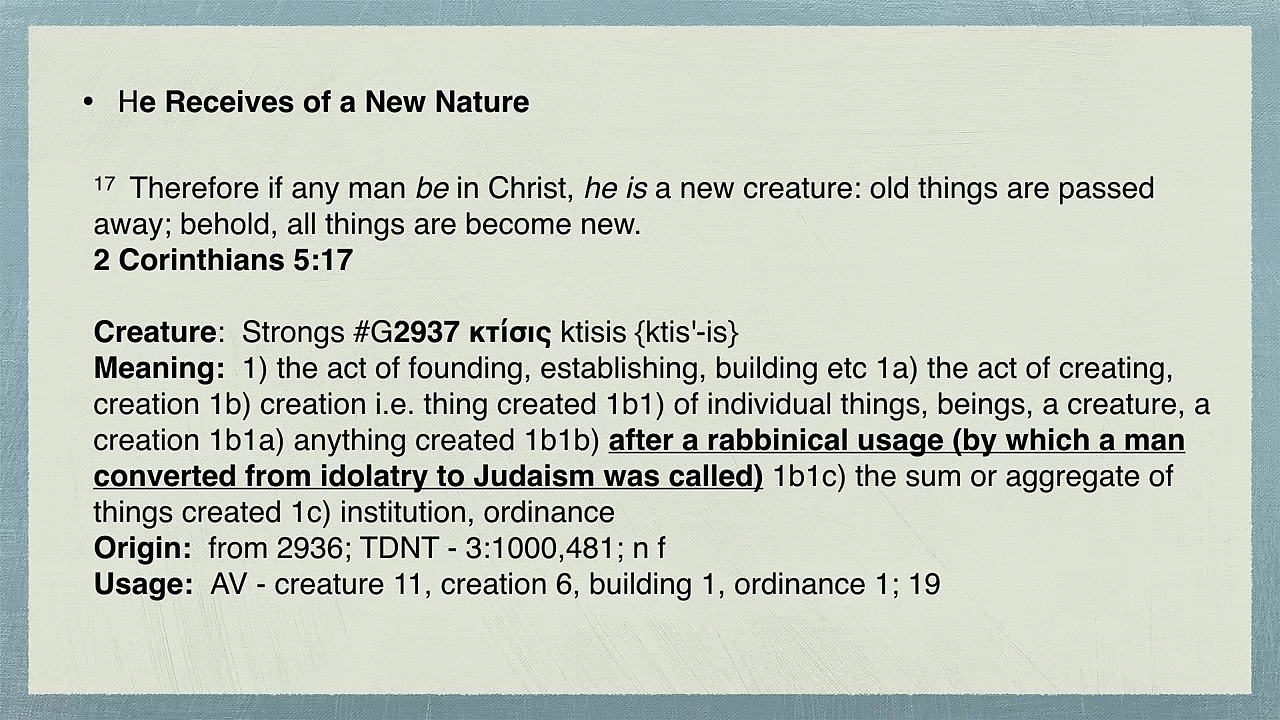 • He Receives of a New Nature
17 Therefore if any man be in Christ, he is a new creature: old things are passed
away; behold, all things are become new.
2 Corinthians 5:17
Creature: Strongs #G2937 κτίσις ktisis {ktis'-is}
Meaning: 1) the act of founding, establishing, building etc 1a) the act of creating,
creation 1b) creation i.e. thing created 1b1) of individual things, beings, a creature, a
creation 1b1a) anything created 1b1b) after a rabbinical usage (by which a man
converted from idolatry to Judaism was called) 1b1c) the sum or aggregate of
things created 1c) institution, ordinance
Origin: from 2936; TDNT - 3:1000,481; n f
Usage: AV - creature 11, creation 6, building 1, ordinance 1; 19